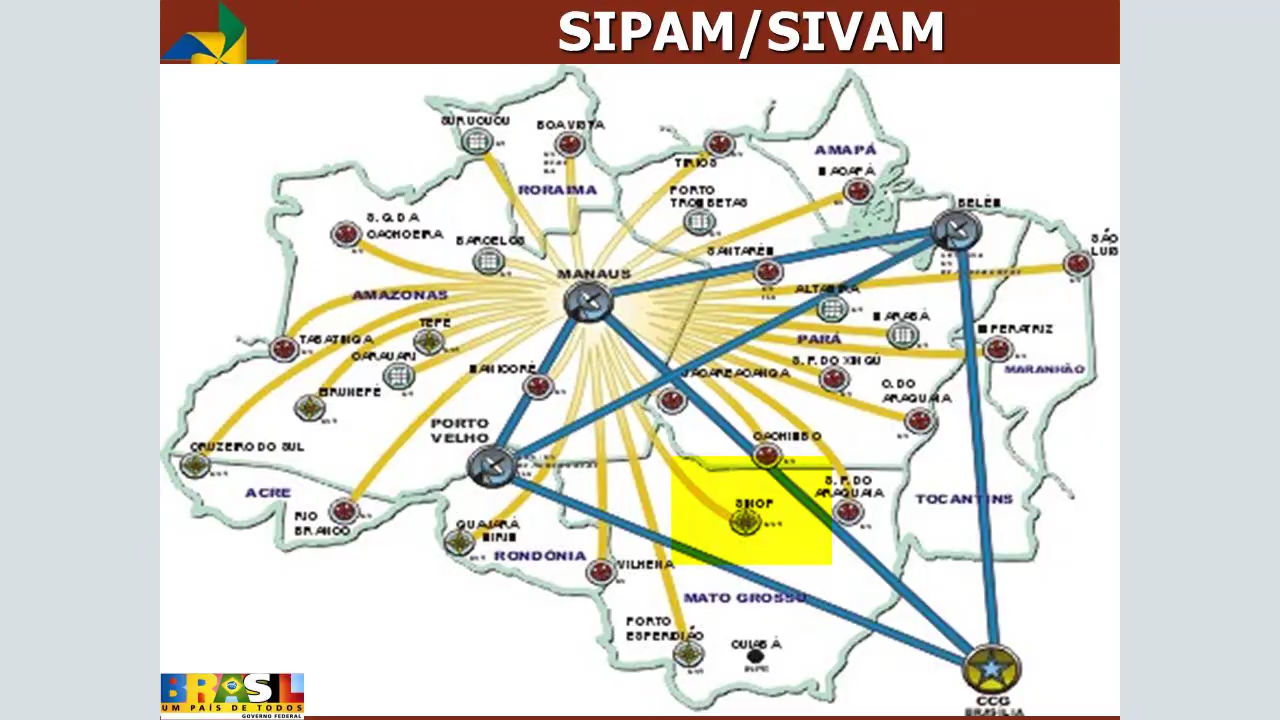 SIPAM/SIVAM
SURUCUCU
BOA VISTA
TIRIOS
AMAPÁ
MACAPÁ
RORAIMA
PORTO
TROMBETAS
BELÉM
S. G. DA
CACHOEIRA
BARCELOS
SANTARÉM
SÃO
LUIS
MANAUS
AMAZONAS
ALTAMIRA
TEFÉ
MARABÁ
IMPERATRIZ
TABATINGA
PARÁ
CARAUARI
S. F. DO XINGÚ
MARANHÃO
MANICORÉ
JACAREACANGA
EIRUNEPÉ
C. DO
ARAGUAIA
PORTO
VELHO
CACHIMBO
CRUZEIRO DO SUL
S. F. DO
ARAGUAIA
ACRE
TOCANTINS
SINOP
RIO
BRANCO
GUAJARÁ
MIRIM
RONDÔNIA
VILHENA
MATO GROSSO
PORTO
ESPERIDIÃO
CUIABÁ
CCG
BRASÍLIA
BRASIL
UM PAÍS DE TODOS
GOVERNO FEDERAL